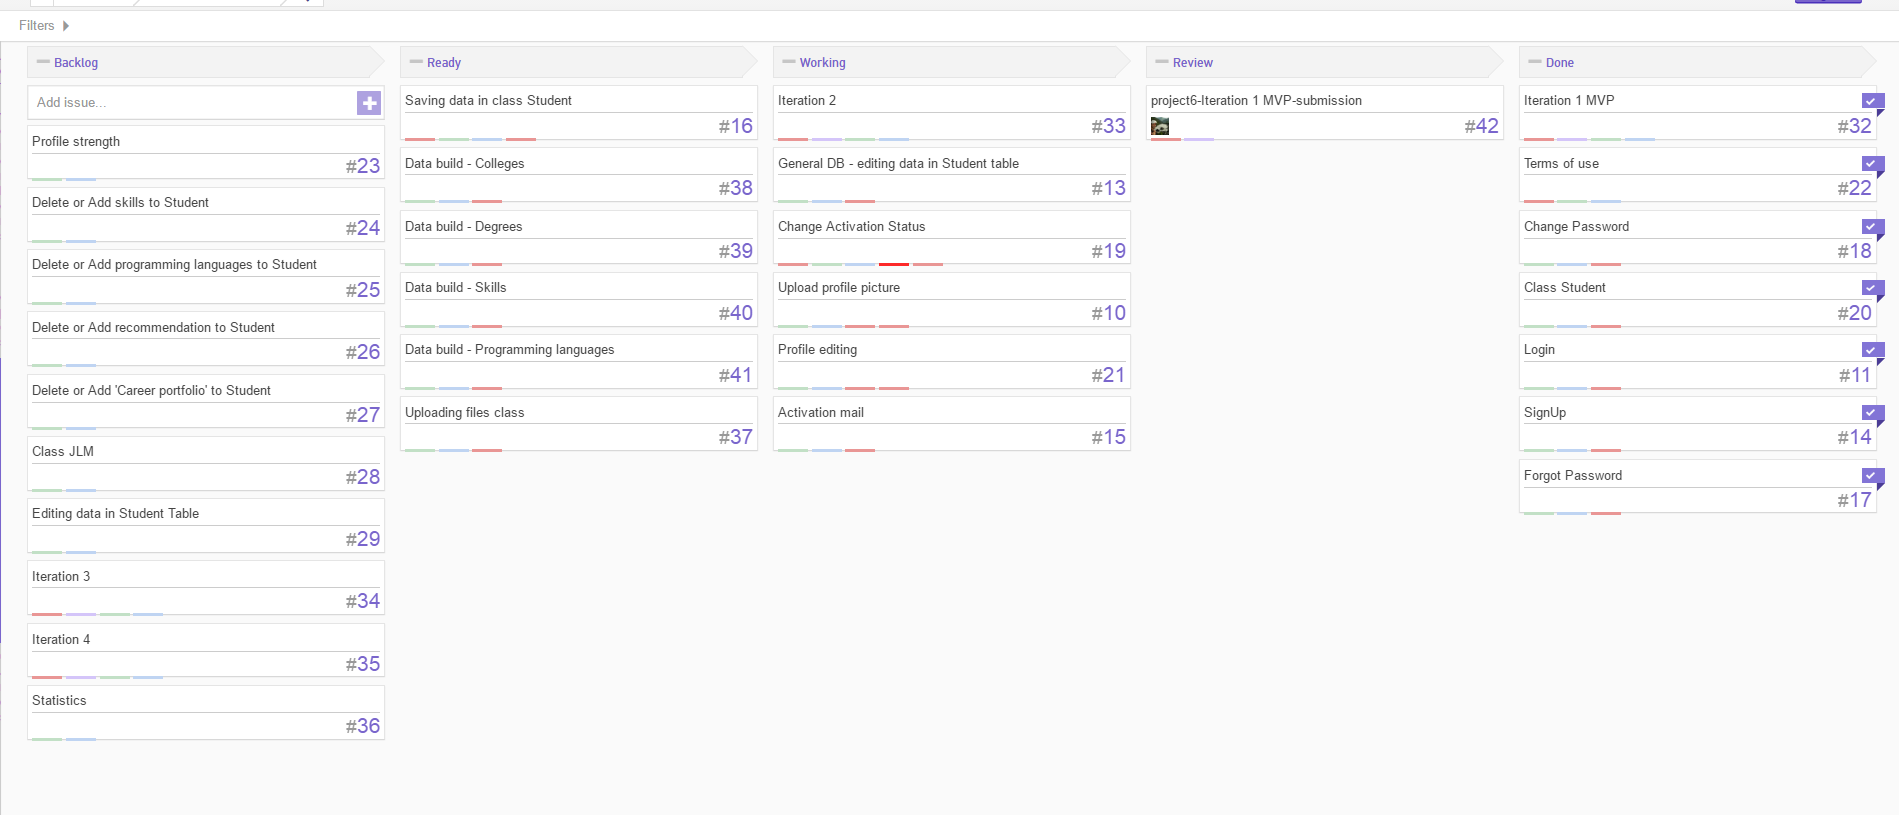 Filters
Backlog
Add issue...
Profile strength
#23
Delete or Add skills to Student
#24
Delete or Add programming languages to Student
#25
Delete or Add recommendation to Student
#26
Delete or Add 'Career portfolio' to Student
#27
Class JLM
#28
Editing data in Student Table
#29
Iteration 3
#34
Iteration 4
#35
Statistics
#36
Ready
Saving data in class Student
#16
Data build - Colleges
#38
Data build - Degrees
#39
Data build - Skills
#40
Data build - Programming languages
#41
Uploading files class
#37
Working
Iteration 2
#33
General DB - editing data in Student table
#13
Change Activation Status
#19
Upload profile picture
#10
Profile editing
#21
Activation mail
#15
Review
project6-Iteration 1 MVP-submission
#42
Done
Iteration 1 MVP
#32
Terms of use
#22
Change Password
#18
Class Student
#20
Login
#11
SignUp
#14
Forgot Password
#17